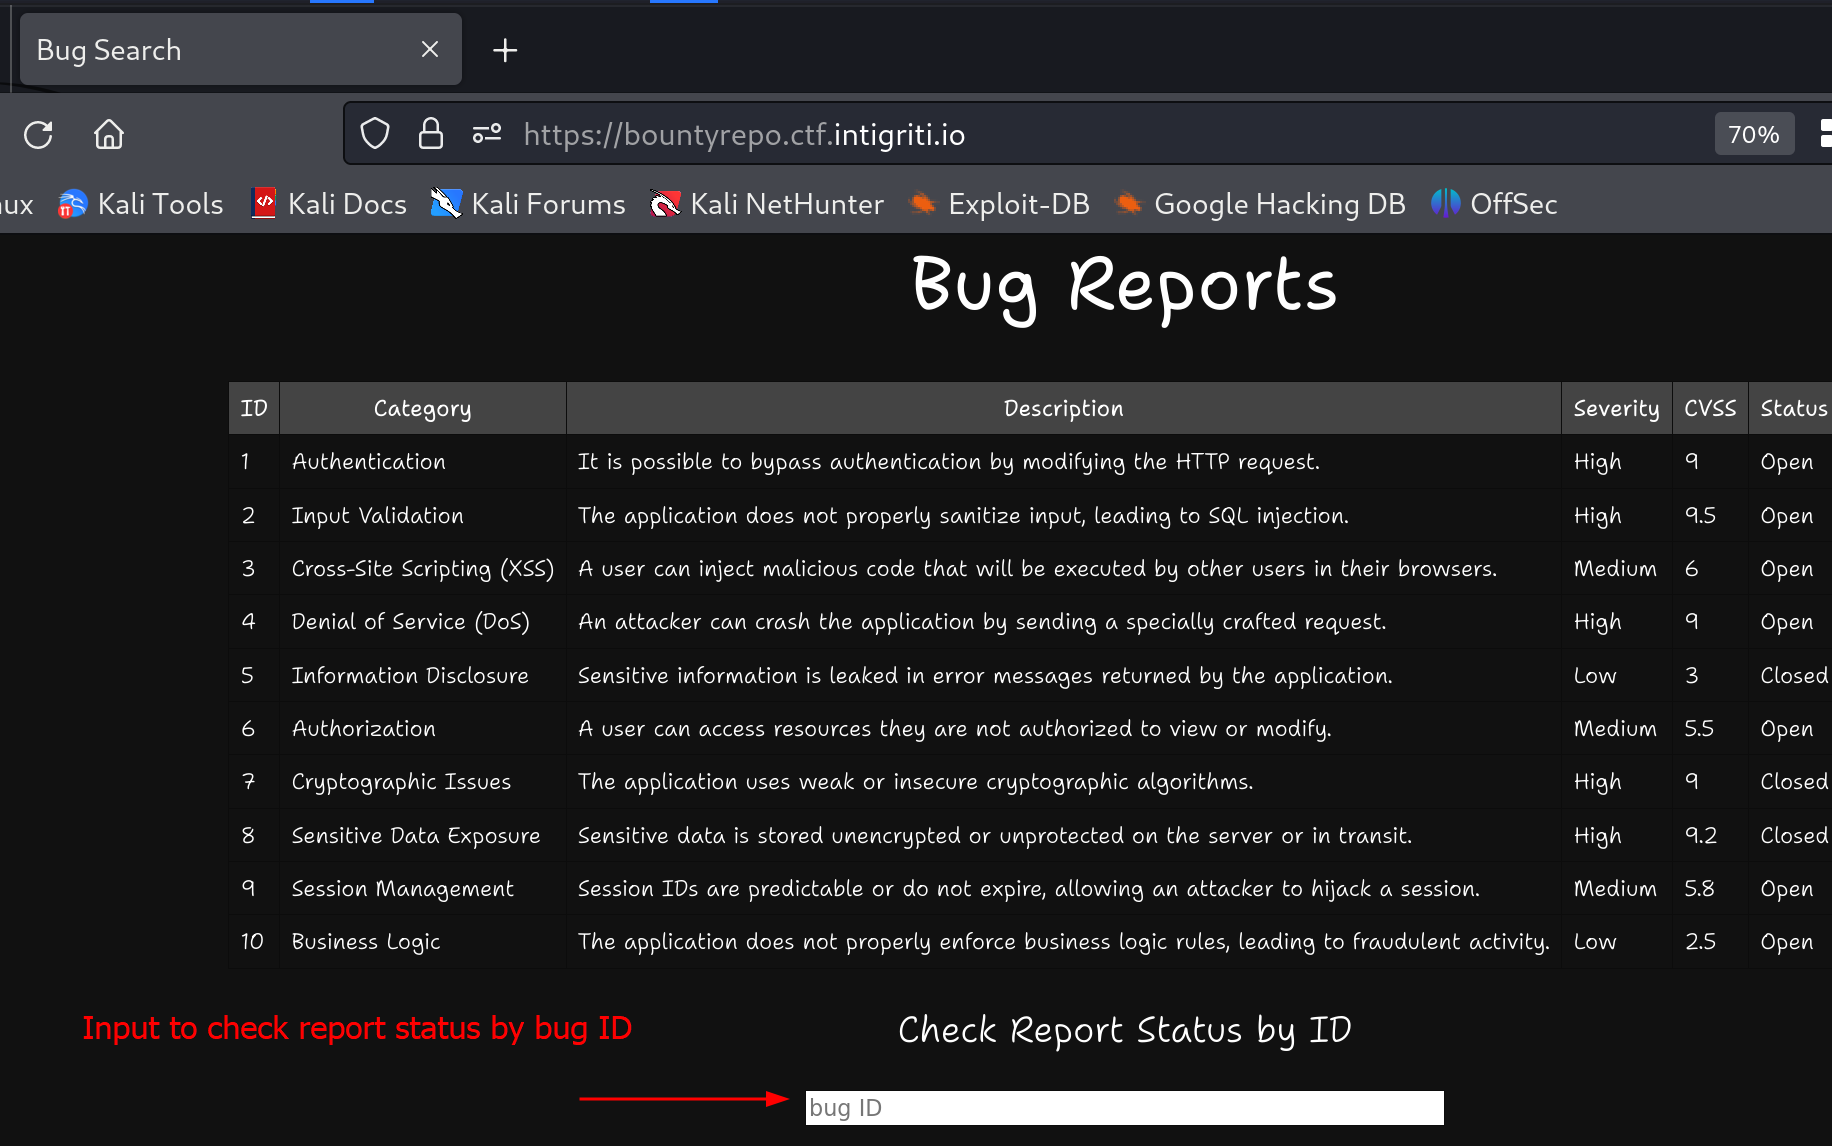 Bug Search
https://bountyrepo.ctf.intigriti.io 70%
ux Kali Tools Kali Docs Kali Forums Kali NetHunter Exploit-DB Google Hacking DB OffSec
Bug Reports
ID Category Description Severity CVSS Status
1 Authentication It is possible to bypass authentication by modifying the HTTP request. High 9 Open
2 Input Validation The application does not properly sanitize input, leading to SQL injection. High 9.5 Open
3 Cross-Site Scripting (XSS) A user can inject malicious code that will be executed by other users in their browsers. Medium 6 Open
4 Denial of Service (DoS) An attacker can crash the application by sending a specially crafted request. High 9 Open
5 Information Disclosure Sensitive information is leaked in error messages returned by the application. Low 3 Closed
6 Authorization A user can access resources they are not authorized to view or modify. Medium 5.5 Open
7 Cryptographic Issues The application uses weak or insecure cryptographic algorithms. High 9 Closed
8 Sensitive Data Exposure Sensitive data is stored unencrypted or unprotected on the server or in transit. High 9.2 Closed
9 Session Management Session IDs are predictable or do not expire, allowing an attacker to hijack a session. Medium 5.8 Open
10 Business Logic The application does not properly enforce business logic rules, leading to fraudulent activity. Low 2.5 Open
Input to check report status by bug ID
Check Report Status by ID
bug ID